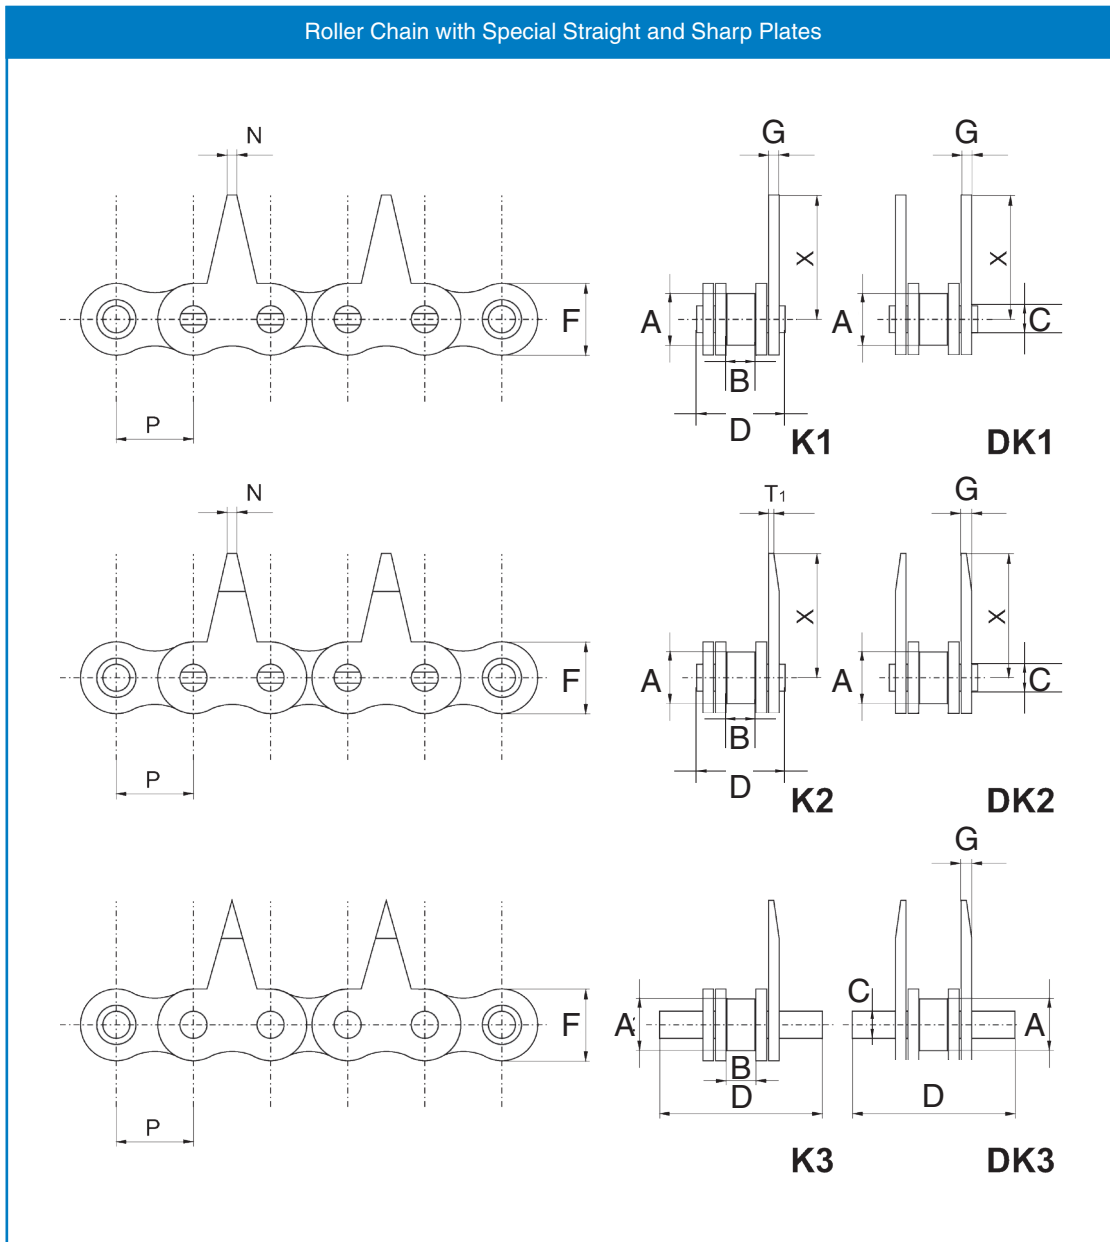 Roller Chain with Special Straight and Sharp Plates
N
G
G
X
X
F
A
A
C
B
P
D
K1
DK1
N
T1
G
X
X
F
A
A
C
B
P
D
K2
DK2
G
C
F
A
A
B
D
D
P
K3
DK3